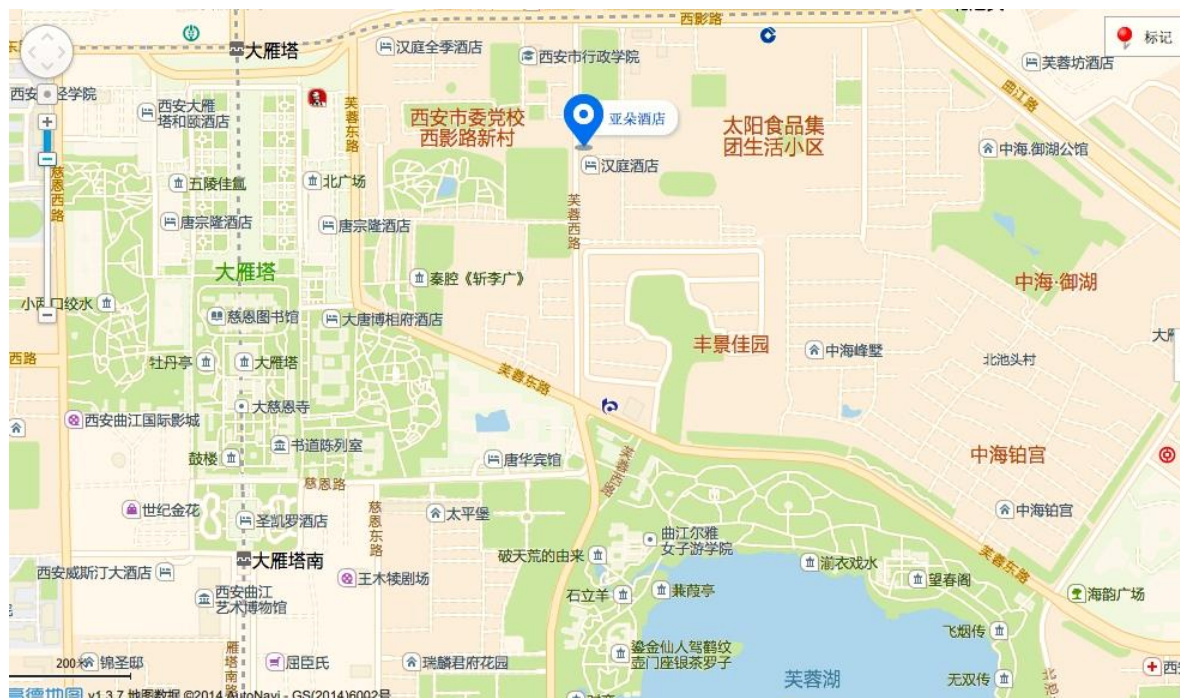 西影路
大雁塔
汉庭全季酒店
西安市行政学院
标记
芙蓉坊酒店
曲江路
西安大雁
塔和颐酒店
芙蓉东路
西安市委党校
西影路新村
亚朵酒店
太阳食品集
团生活小区
汉庭酒店
中海.御湖公馆
慈恩西路
五陵佳氲
北广场
唐宗隆酒店
唐宗隆酒店
芙蓉西路
大雁塔
秦腔《斩李广》
中海·御湖
慈恩图书馆
大唐博相府酒店
丰景佳园
中海峰墅
北池头村
西路
牡丹亭
大雁塔
芙蓉东路
大慈恩寺
西安曲江国际影城
书道陈列室
鼓楼
唐华宾馆
芙蓉西路
中海铂宫
慈恩路
世纪金花
圣凯罗酒店
慈恩东路
太平堡
中海铂宫
曲江尔雅
女子游学院
大雁塔南
破天荒的由来
湔衣戏水
芙蓉东路
西安威斯汀大酒店
王木犊剧场
望春阁
西安曲江
艺术博物馆
石立羊
蒹葭亭
海韵广场
飞烟传
雁塔南路
鎏金仙人驾鹤纹
壶门座银茶罗子
200米
锦圣邸
屈臣氏
瑞麟君府花园
芙蓉湖
无双传
高德地图 v1.3.7 地图数据 ©2014 AutoNavi - GS(2014)6002号